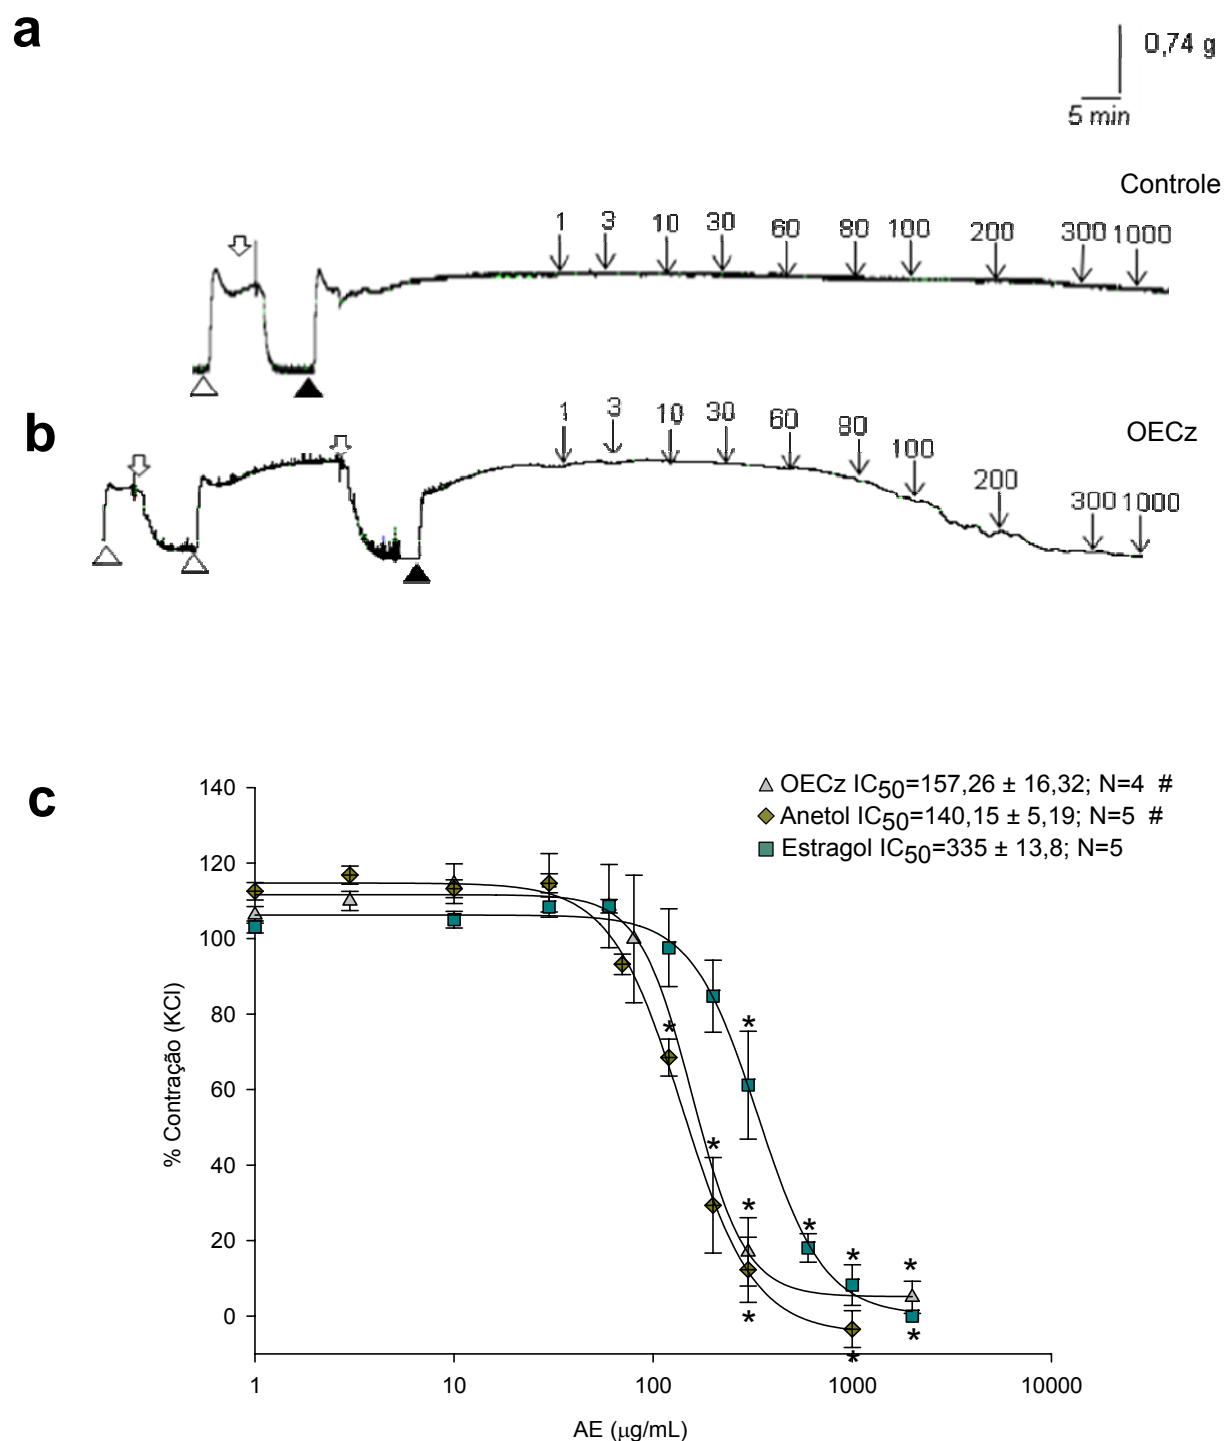 a
0,74 g
5 min
Controle
1 3 10 30 60 80 100 200 300 1000
b
OECz
1 3 10 30 60 80 100 200 300 1000
c
OECz IC50=157,26 ± 16,32; N=4 #
Anetol IC50=140,15 ± 5,19; N=5 #
Estragol IC50=335 ± 13,8; N=5
140
120
100
80
60
40
20
0
% Contração (KCl)
* * * * * * * * * *
1 10 100 1000 10000
AE (μg/mL)